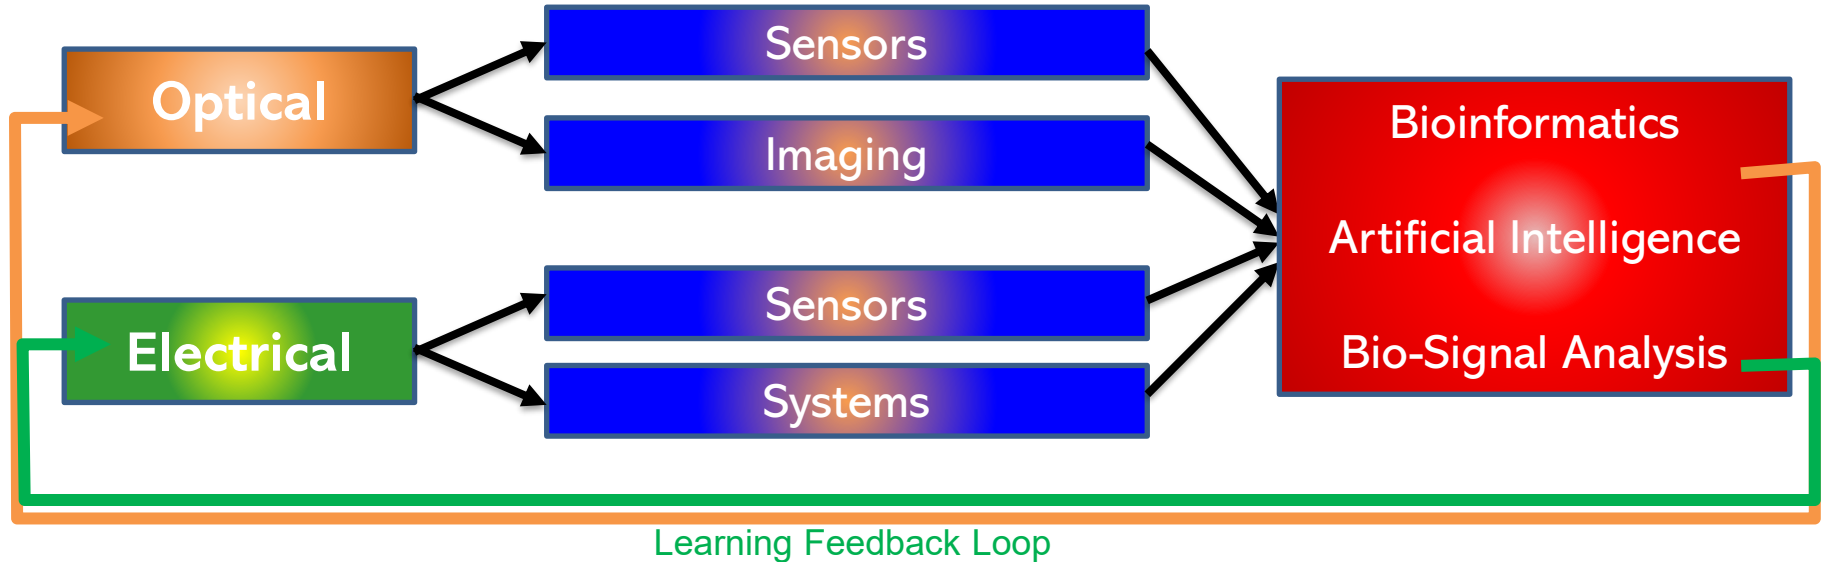 Optical
Sensors
Imaging
Electrical
Sensors
Systems
Bioinformatics
Artificial Intelligence
Bio-Signal Analysis
Learning Feedback Loop